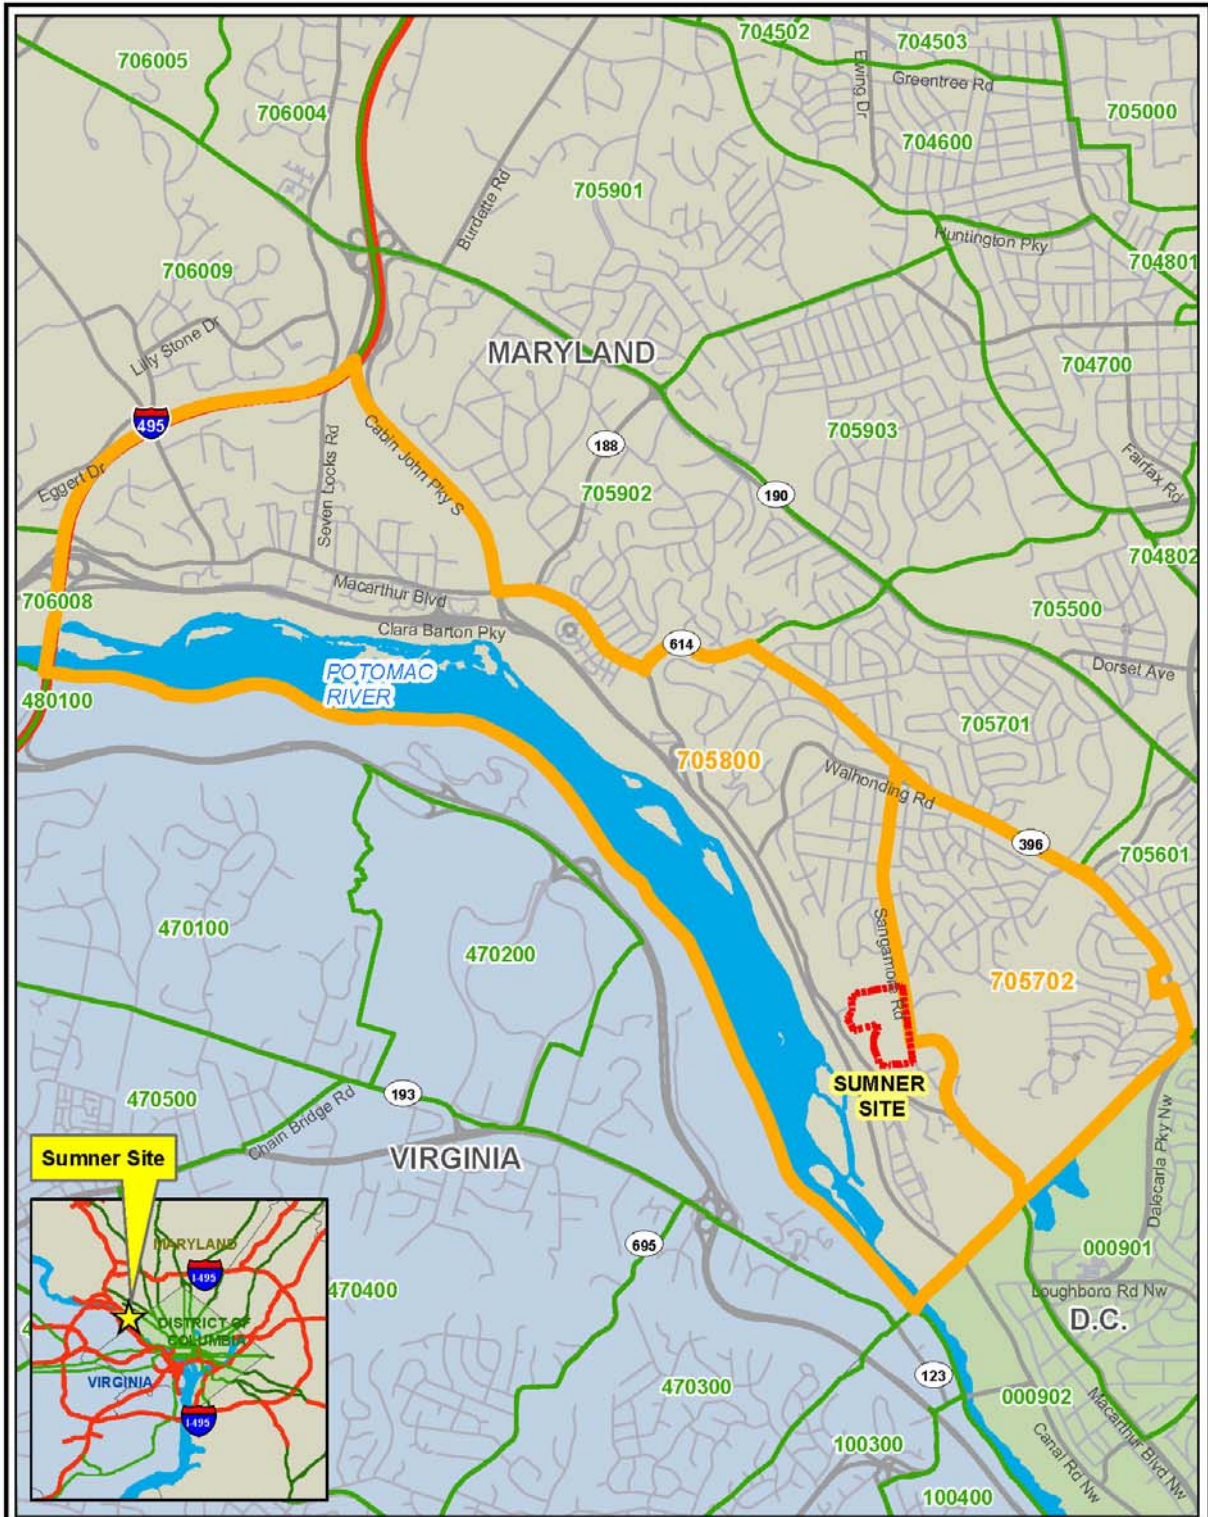 704502
704503
706005
Greentree Rd
Ewing Dr
706004
705000
704600
Burdette Rd
705901
Huntington Pky
706009
704801
Lilly Stone Dr
MARYLAND
704700
495
Cabin John Pky S
Seven Locks Rd
188
705903
Eggert Dr
705902
190
Fairfax Rd
704802
Macarthur Blvd
706008
705500
Clara Barton Pky
614
POTOMAC
RIVER
Dorset Ave
480100
705701
705800
Walhonding Rd
396
705601
470100
Sangamore Rd
470200
705702
SUMNER
SITE
193
470500
Chain Bridge Rd
VIRGINIA
Dalecarla Pky Nw
Sumner Site
695
000901
MARYLAND
I-495
470400
Loughboro Rd Nw
D.C.
DISTRICT OF
COLUMBIA
4
VIRGINIA
123
470300
000902
Macarthur Blvd Nw
I-495
100300
Canal Rd Nw
100400